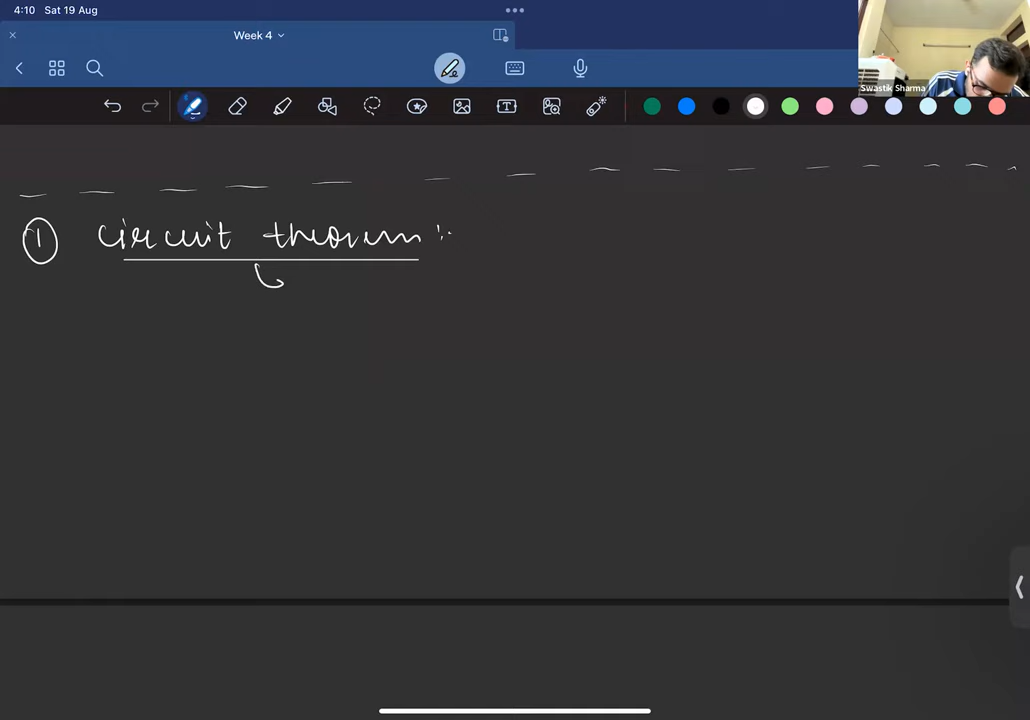 4:10 Sat 19 Aug
Week 4
Swastik Sharma
① Circuit theorem :-